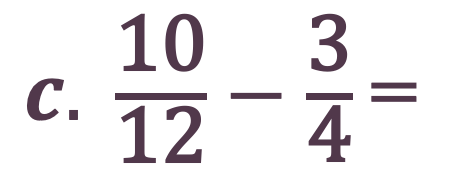 c. 10/12 − 3/4 =